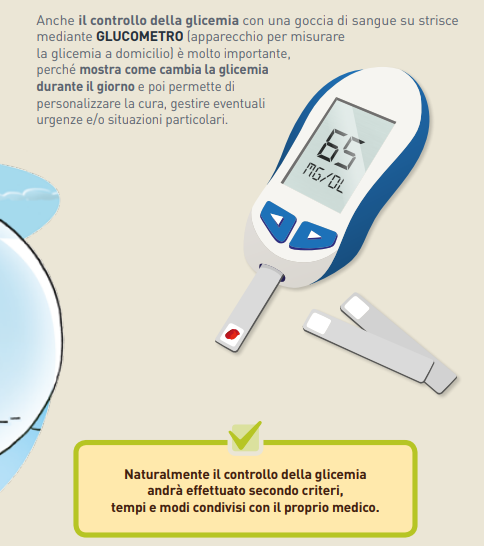 Anche il controllo della glicemia con una goccia di sangue su strisce
mediante GLUCOMETRO (apparecchio per misurare
la glicemia a domicilio) è molto importante,
perché mostra come cambia la glicemia
durante il giorno e poi permette di
personalizzare la cura, gestire eventuali
urgenze e/o situazioni particolari.
65
MG/DL
Naturalmente il controllo della glicemia
andrà effettuato secondo criteri,
tempi e modi condivisi con il proprio medico.